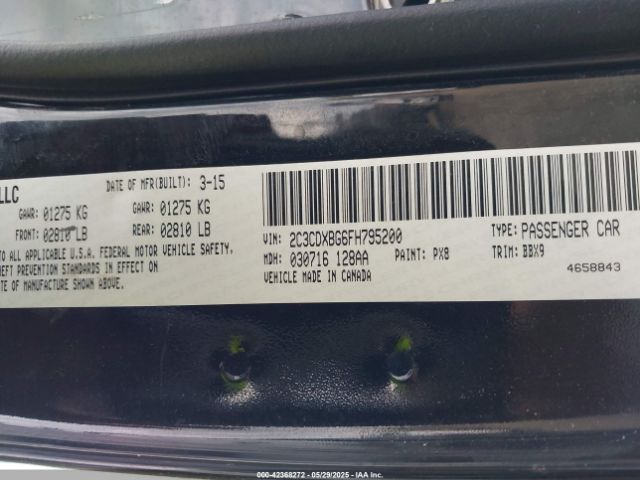 LLC
DATE OF MFR(BUILT): 3-15
GAWR: 01275 KG GAWR: 01275 KG
FRONT: 02810 LB REAR: 02810 LB
TO ALL APPLICABLE U.S.A. FEDERAL MOTOR VEHICLE SAFETY,
THEFT PREVENTION STANDARDS IN EFFECT ON
DATE OF MANUFACTURE SHOWN ABOVE.
VIN: 2C3CDXBG6FH795200 TYPE: PASSENGER CAR
MDH: 030716 128AA PAINT: PX8 TRIM: BBX9
VEHICLE MADE IN CANADA 4658843
000-42368272 - 05/29/2025 - IAA Inc.